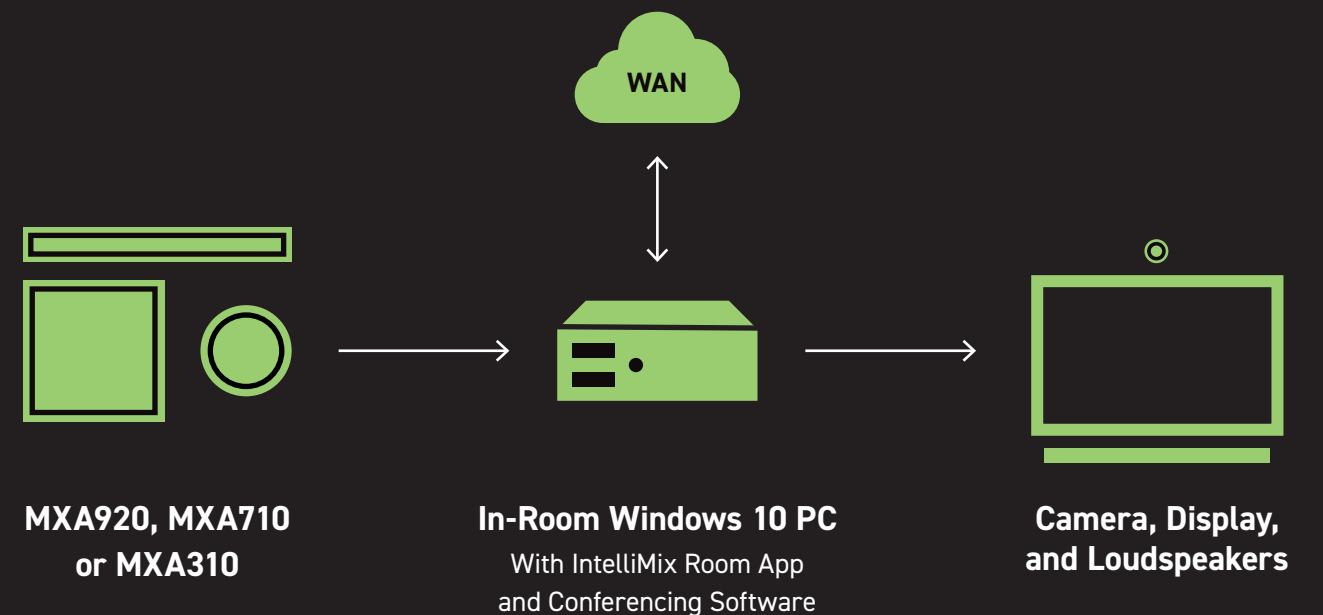 WAN
MXA920, MXA710
or MXA310
In-Room Windows 10 PC
With IntelliMix Room App
and Conferencing Software
Camera, Display,
and Loudspeakers